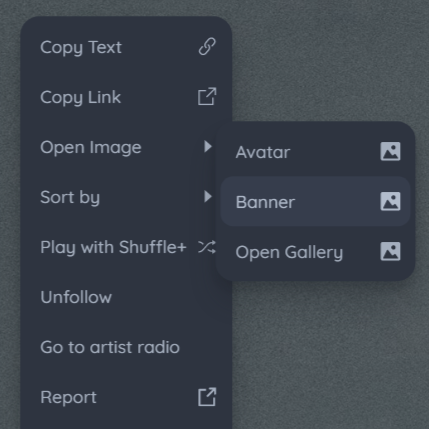 Copy Text
Copy Link
Open Image
Sort by
Play with Shuffle+
Unfollow
Go to artist radio
Report
Avatar
Banner
Open Gallery